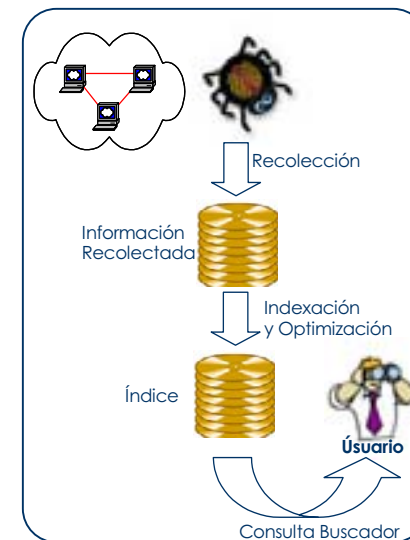 Recolección
Información
Recolectada
Indexación
y Optimización
Índice
Úsuario
Consulta Buscador